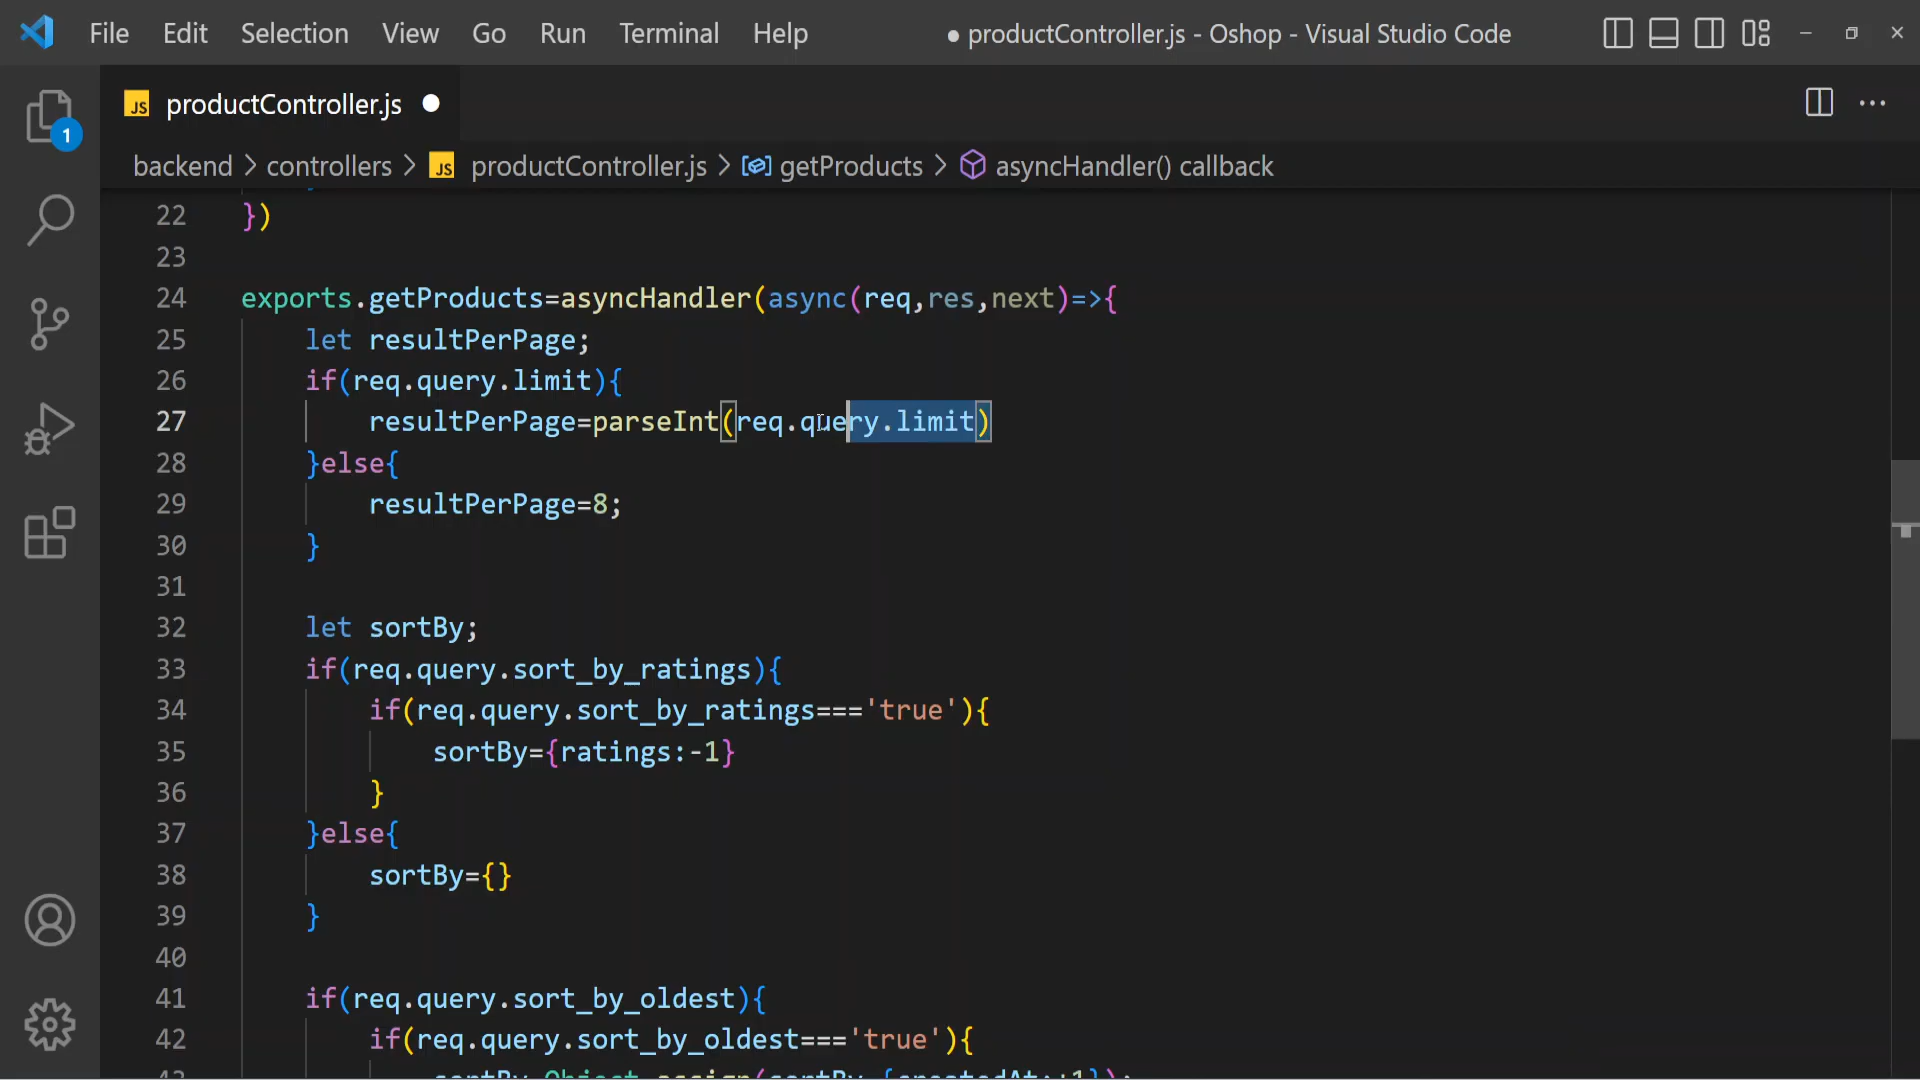 File Edit Selection View Go Run Terminal Help ● productController.js - Oshop - Visual Studio Code
JS productController.js ●
1
backend > controllers > JS productController.js > getProducts > asyncHandler() callback
22 })
23
24 exports.getProducts=asyncHandler(async(req,res,next)=>{
25 let resultPerPage;
26 if(req.query.limit){
27 resultPerPage=parseInt(req.query.limit)
28 }else{
29 resultPerPage=8;
30 }
31
32 let sortBy;
33 if(req.query.sort_by_ratings){
34 if(req.query.sort_by_ratings==='true'){
35 sortBy={ratings:-1}
36 }
37 }else{
38 sortBy={}
39 }
40
41 if(req.query.sort_by_oldest){
42 if(req.query.sort_by_oldest==='true'){